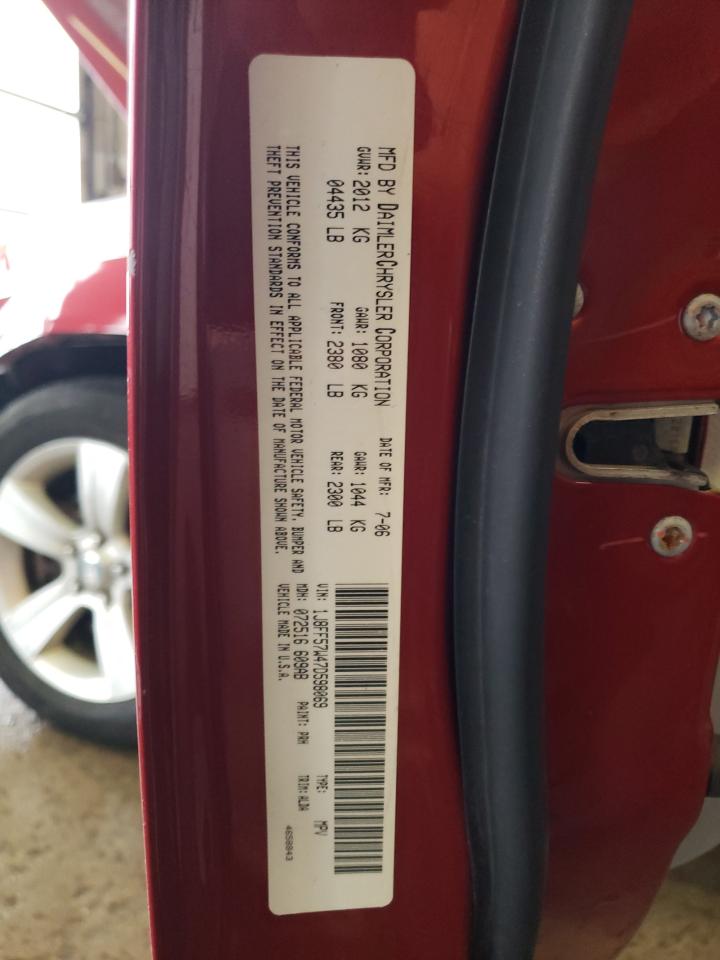 MFD BY DAIMLERCHRYSLER CORPORATION DATE OF MFR: 7-06
GVWR: 2012 KG GAWR: 1080 KG GAWR: 1044 KG
04435 LB FRONT: 2380 LB REAR: 2300 LB
THIS VEHICLE CONFORMS TO ALL APPLICABLE FEDERAL MOTOR VEHICLE SAFETY, BUMPER AND
THEFT PREVENTION STANDARDS IN EFFECT ON THE DATE OF MANUFACTURE SHOWN ABOVE.
VIN: 1J8FF57W47D598069 TYPE: MPV
MDH: 072516 609AB PAINT: PRH TRIM: ALDA
VEHICLE MADE IN U.S.A. 4658843